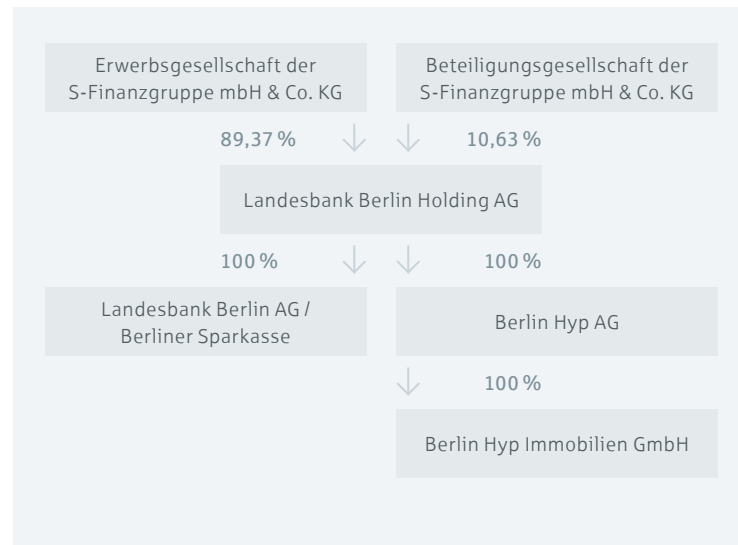 Erwerbsgesellschaft der
S-Finanzgruppe mbH & Co. KG
Beteiligungsgesellschaft der
S-Finanzgruppe mbH & Co. KG
89,37 %
10,63 %
Landesbank Berlin Holding AG
100 %
100 %
Landesbank Berlin AG /
Berliner Sparkasse
Berlin Hyp AG
100 %
Berlin Hyp Immobilien GmbH